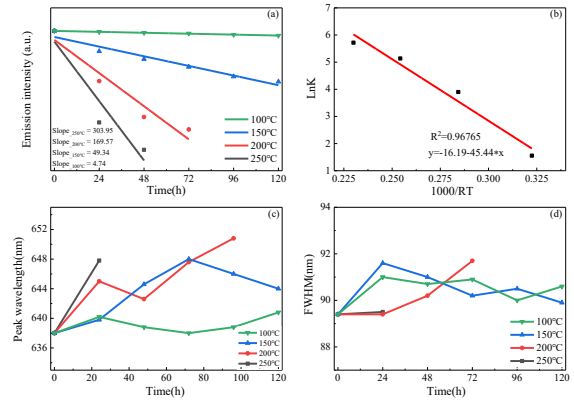 (a)
Emission intensity (a.u.)
100℃
150℃
200℃
250℃
Slope 250℃ = 303.95
Slope 200℃ = 169.57
Slope 150℃ = 49.34
Slope 100℃ = 4.74
0 24 48 72 96 120
Time(h)
(b)
LnK
6
5
4
3
2
1
R²=0.96765
y=-16.19-45.44*x
0.225 0.250 0.275 0.300 0.325
1000/RT
(c)
Peak wavelength(nm)
652
648
644
640
636
100℃
150℃
200℃
250℃
0 20 40 60 80 100 120
Time(h)
(d)
FWHM(nm)
94
92
90
88
100℃
150℃
200℃
250℃
0 24 48 72 96 120
Time(h)